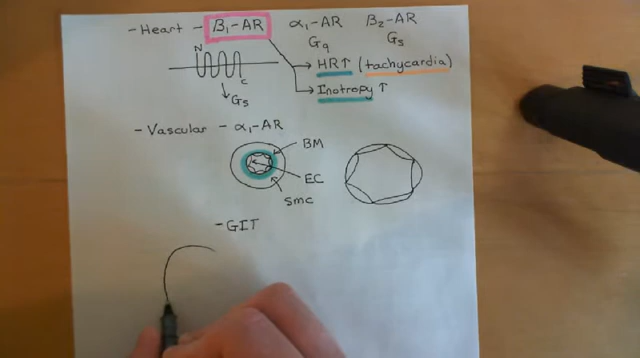 - Heart - β₁-AR α₁-AR β₂-AR
Gq Gs
HR↑ (tachycardia)
N
C
↓Gs
Inotropy ↑
- Vascular - α₁-AR
BM
EC
smc
- GIT